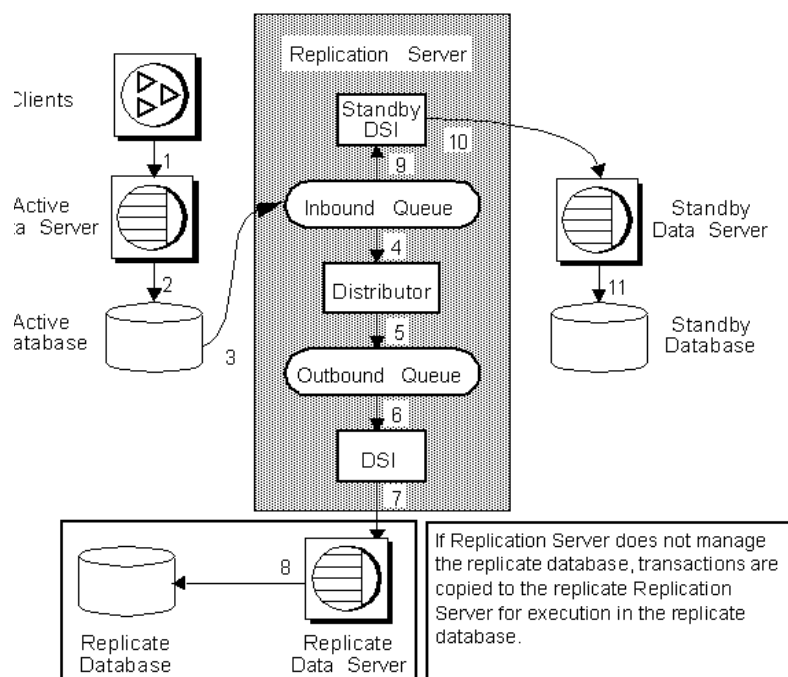 Replication Server
Clients
1
Standby
DSI
10
9
Active
ta Server
Inbound Queue
Standby
Data Server
4
2
Distributor
11
Active
atabase
3
5
Standby
Database
Outbound Queue
6
DSI
7
8
Replicate
Database
Replicate
Data Server
If Replication Server does not manage
the replicate database, transactions are
copied to the replicate Replication
Server for execution in the replicate
database.